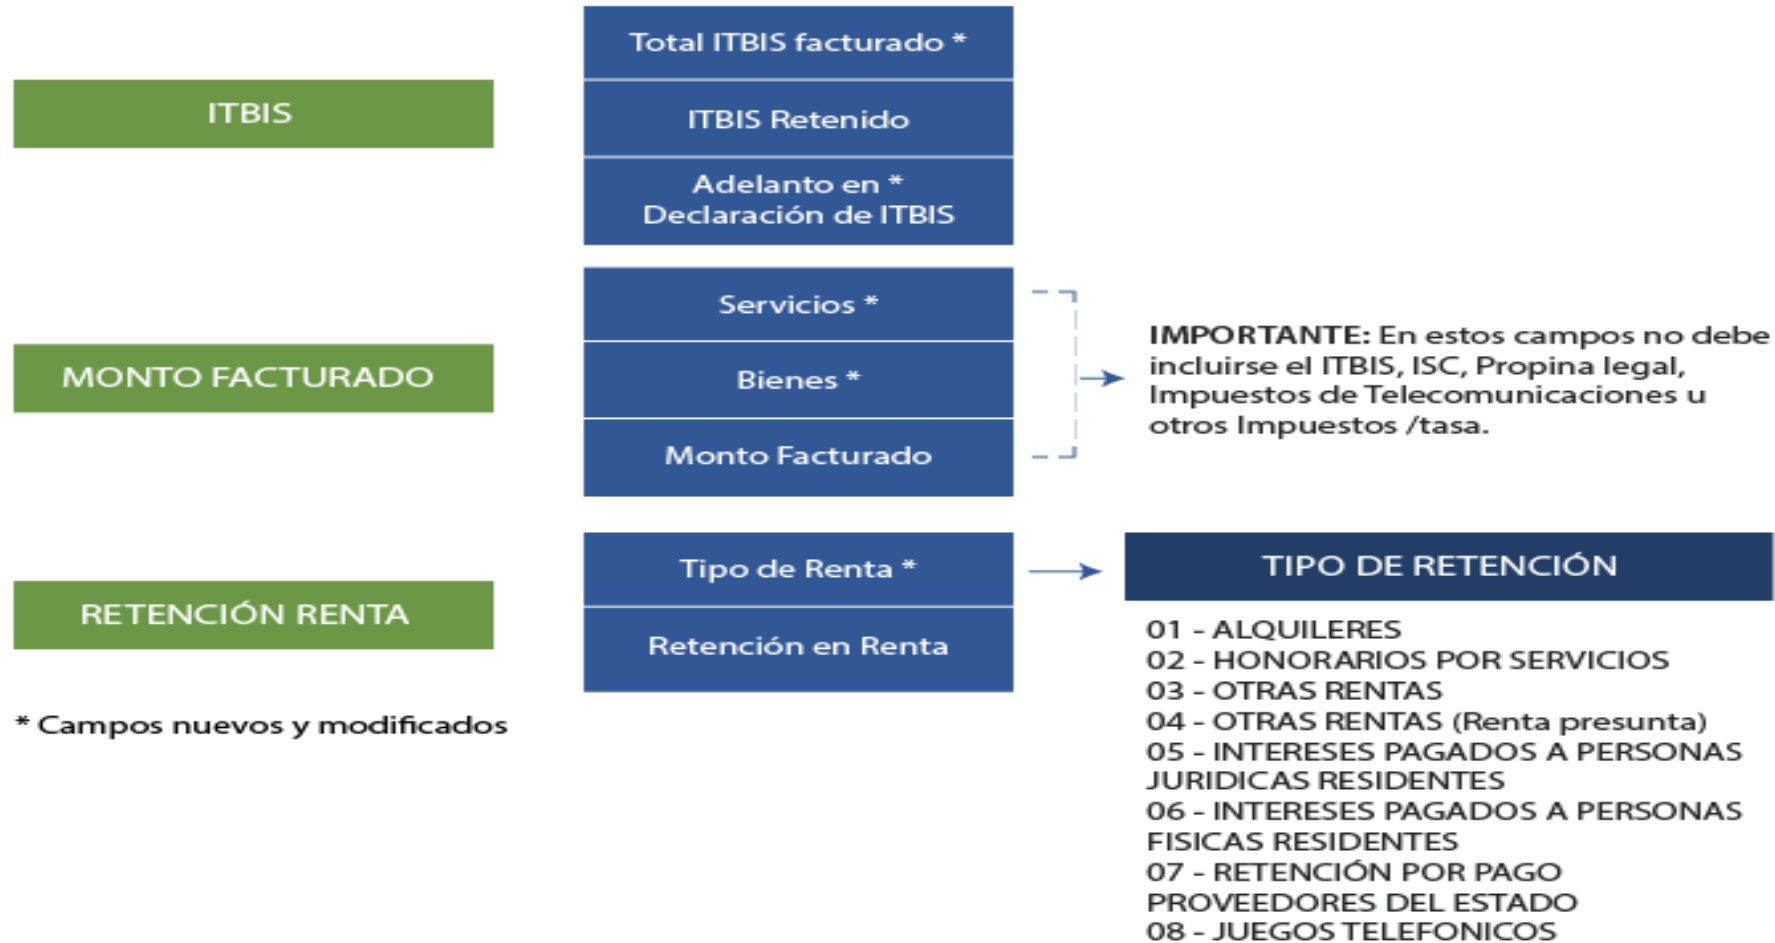 ITBIS
Total ITBIS facturado *
ITBIS Retenido
Adelanto en *
Declaración de ITBIS
MONTO FACTURADO
Servicios *
Bienes *
Monto Facturado
IMPORTANTE: En estos campos no debe
incluirse el ITBIS, ISC, Propina legal,
Impuestos de Telecomunicaciones u
otros Impuestos /tasa.
RETENCIÓN RENTA
Tipo de Renta *
Retención en Renta
TIPO DE RETENCIÓN
01 - ALQUILERES
02 - HONORARIOS POR SERVICIOS
03 - OTRAS RENTAS
04 - OTRAS RENTAS (Renta presunta)
05 - INTERESES PAGADOS A PERSONAS
JURIDICAS RESIDENTES
06 - INTERESES PAGADOS A PERSONAS
FISICAS RESIDENTES
07 - RETENCIÓN POR PAGO
PROVEEDORES DEL ESTADO
08 - JUEGOS TELEFONICOS
* Campos nuevos y modificados